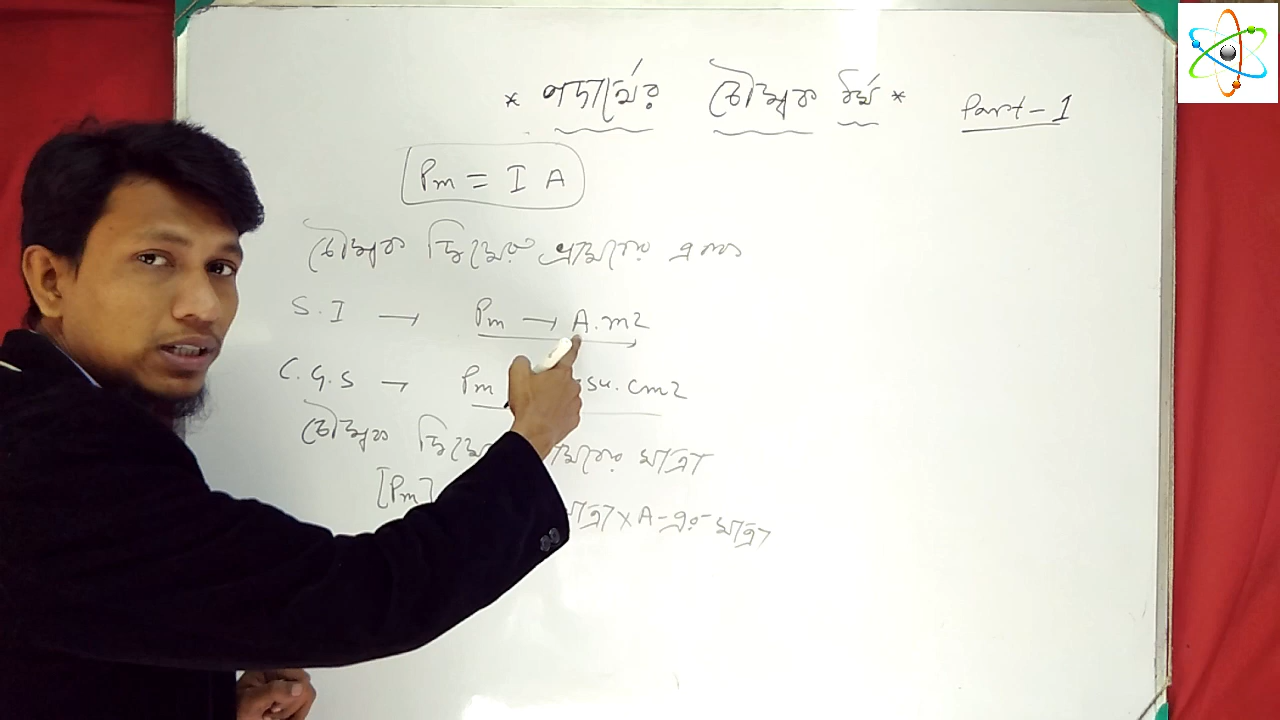 * পদার্থের চৌম্বক ধর্ম * Part-1
Pm = I A
চৌম্বক দ্বিমেরু ভ্রামকের একক
S.I → Pm → A.m2
C.G.S → Pm su.cm2
চৌম্বক দ্বিমে মকের মাত্রা
[Pm] মাত্রা x A-এর মাত্রা